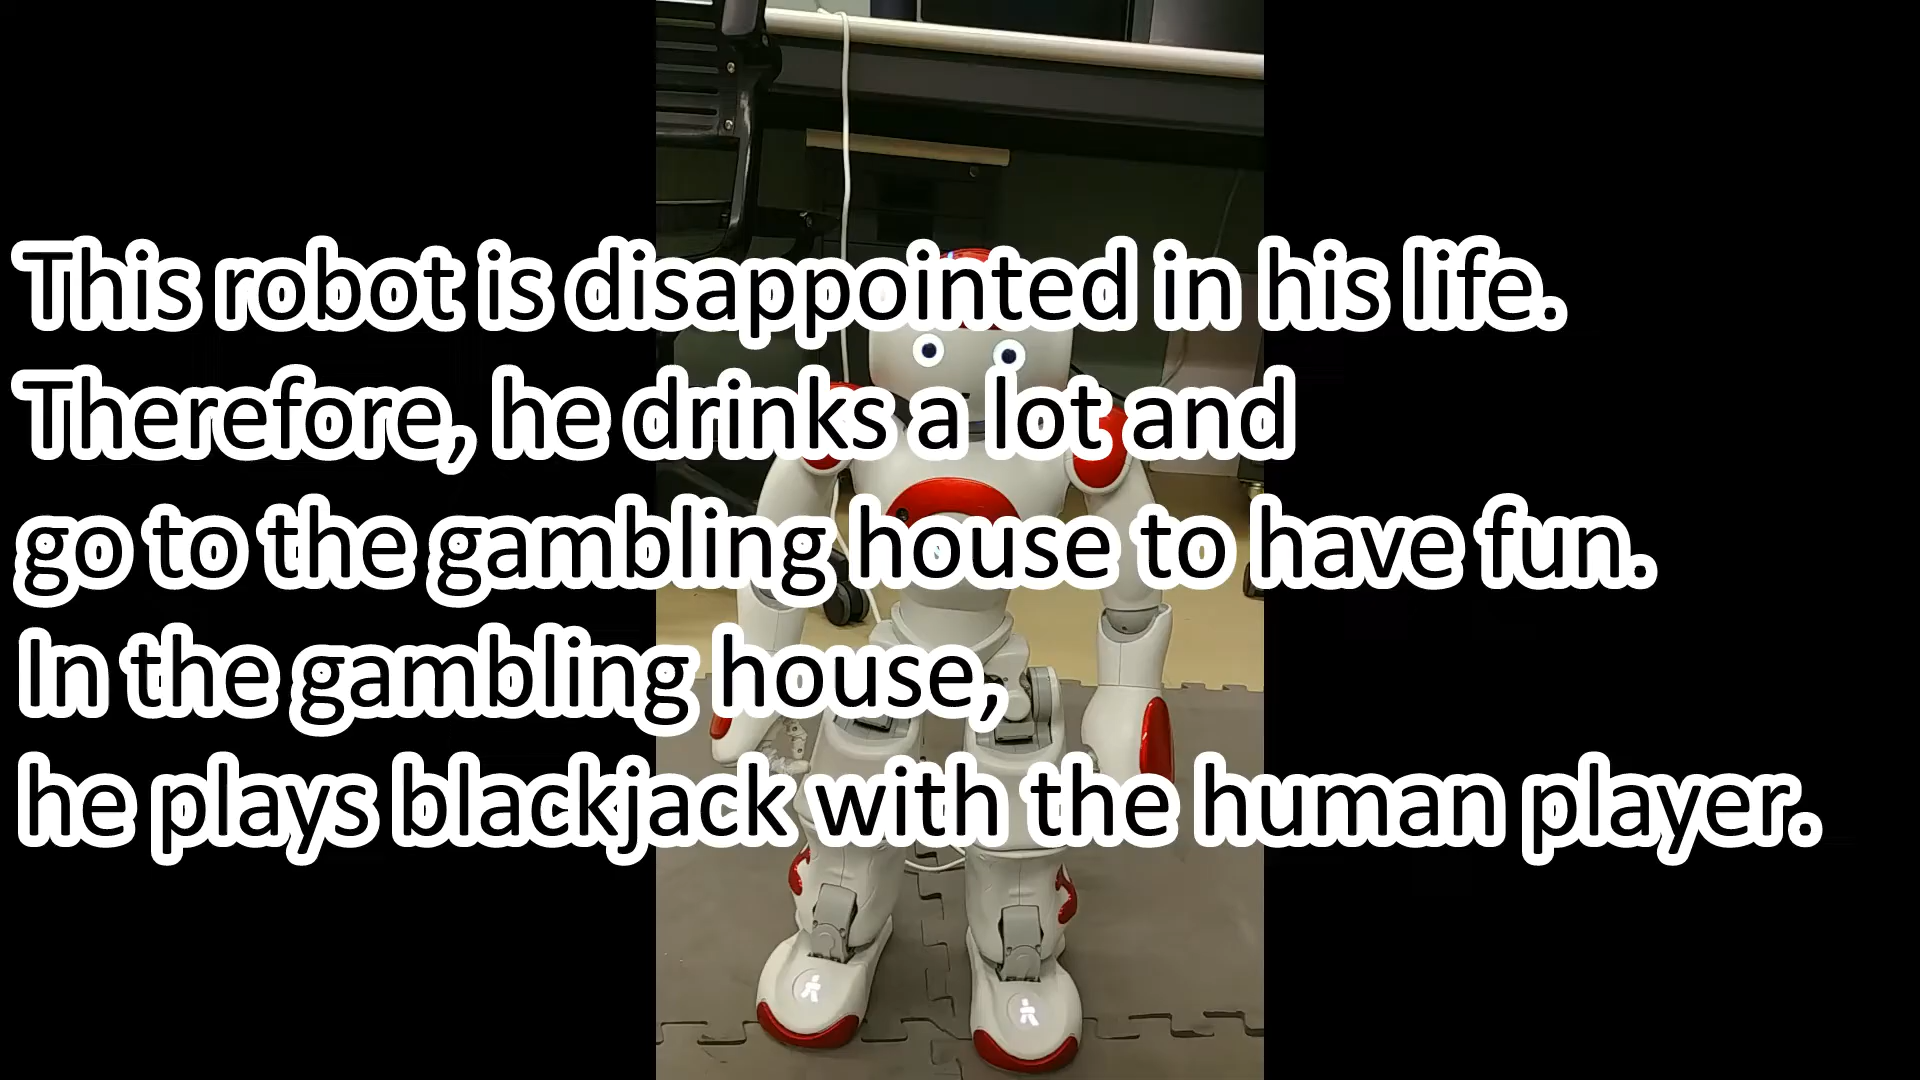 This robot is disappointed in his life.
Therefore, he drinks a lot and
go to the gambling house to have fun.
In the gambling house,
he plays blackjack with the human player.